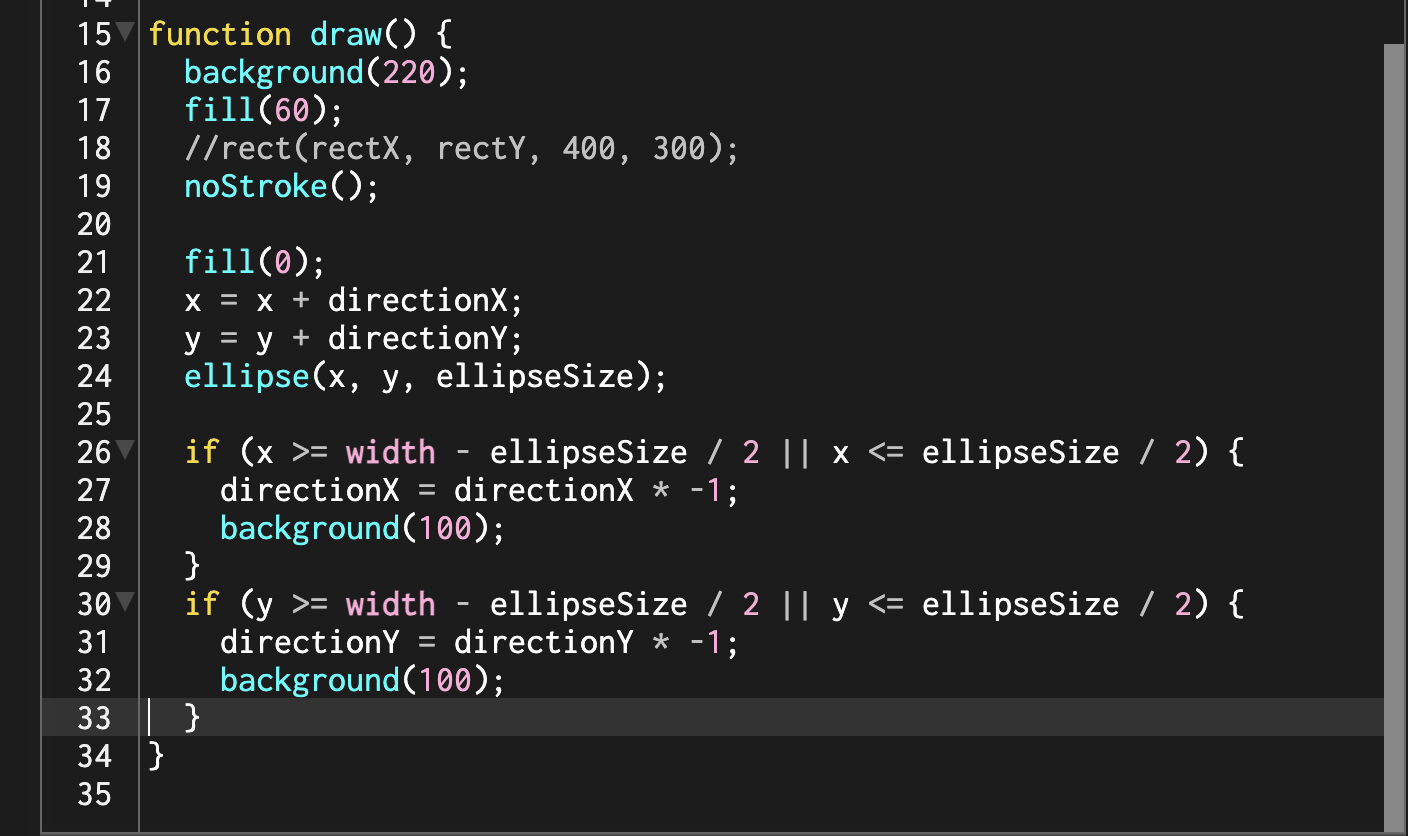 14
15 function draw() {
16   background(220);
17   fill(60);
18   //rect(rectX, rectY, 400, 300);
19   noStroke();
20
21   fill(0);
22   x = x + directionX;
23   y = y + directionY;
24   ellipse(x, y, ellipseSize);
25
26   if (x >= width - ellipseSize / 2 || x <= ellipseSize / 2) {
27     directionX = directionX * -1;
28     background(100);
29   }
30   if (y >= width - ellipseSize / 2 || y <= ellipseSize / 2) {
31     directionY = directionY * -1;
32     background(100);
33   }
34 }
35